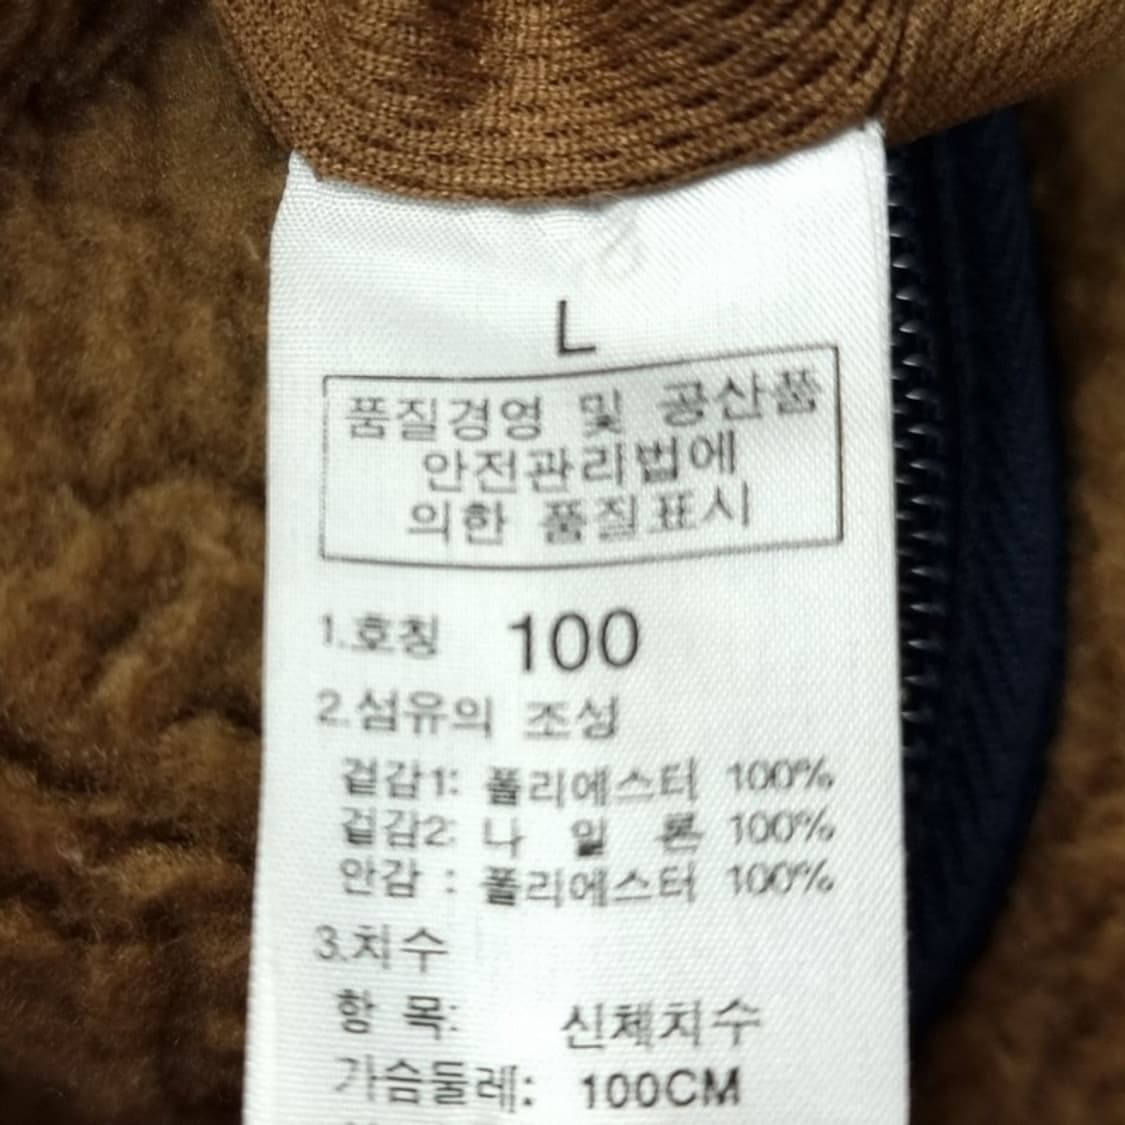 L
품질경영 및 공산품
안전관리법에
의한 품질표시
1.호칭 100
2.섬유의 조성
겉감1: 폴리에스터 100%
겉감2: 나 일 론 100%
안감 : 폴리에스터 100%
3.치수
항 목: 신체치수
가슴둘레: 100CM